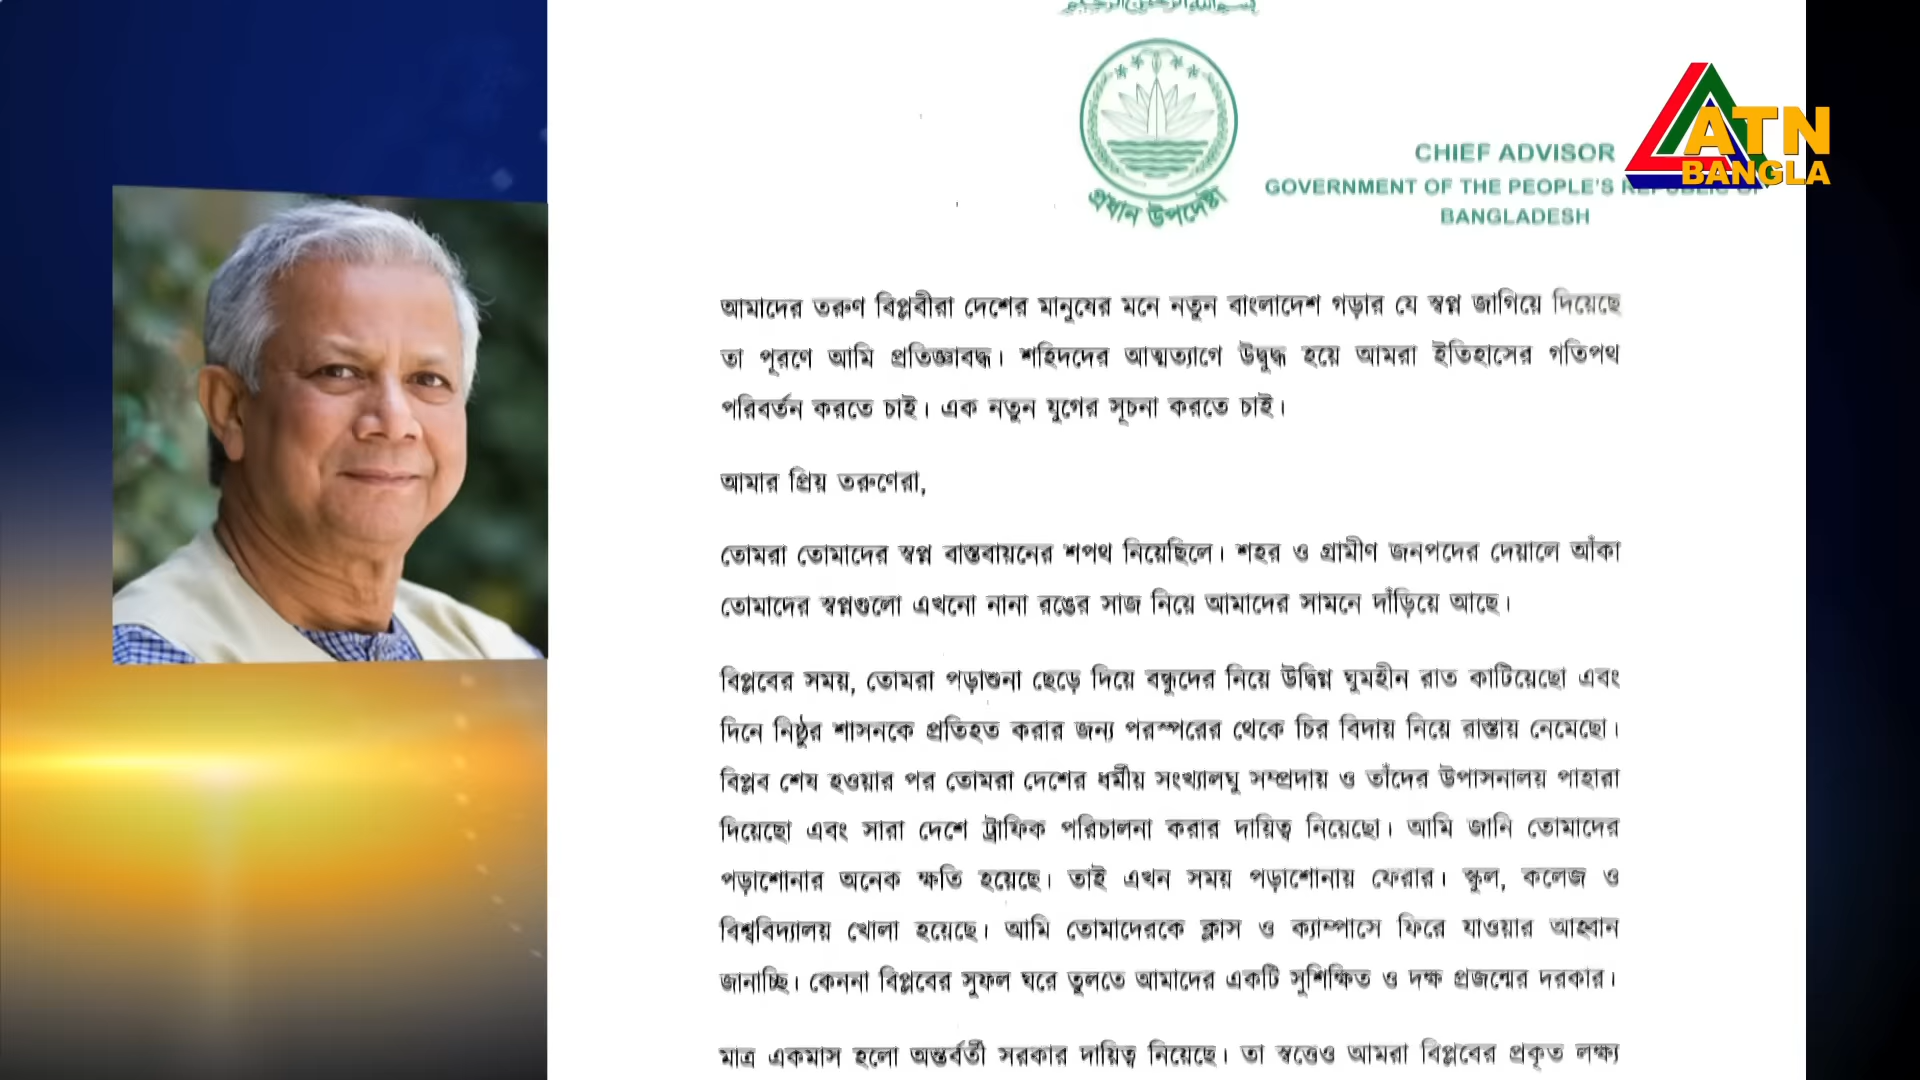 প্রধান উপদেষ্টা
CHIEF ADVISOR
GOVERNMENT OF THE PEOPLE'S REPUBLIC OF
BANGLADESH
ATN
BANGLA
আমাদের তরুণ বিপ্লবীরা দেশের মানুষের মনে নতুন বাংলাদেশ গড়ার যে স্বপ্ন জাগিয়ে দিয়েছে
তা পূরণে আমি প্রতিজ্ঞাবদ্ধ। শহিদদের আত্মত্যাগে উদ্বুদ্ধ হয়ে আমরা ইতিহাসের গতিপথ
পরিবর্তন করতে চাই। এক নতুন যুগের সূচনা করতে চাই।
আমার প্রিয় তরুণেরা,
তোমরা তোমাদের স্বপ্ন বাস্তবায়নের শপথ নিয়েছিলে। শহর ও গ্রামীণ জনপদের দেয়ালে আঁকা
তোমাদের স্বপ্নগুলো এখনো নানা রঙের সাজ নিয়ে আমাদের সামনে দাঁড়িয়ে আছে।
বিপ্লবের সময়, তোমরা পড়াশুনা ছেড়ে দিয়ে বন্ধুদের নিয়ে উদ্বিগ্ন ঘুমহীন রাত কাটিয়েছো এবং
দিনে নিষ্ঠুর শাসনকে প্রতিহত করার জন্য পরস্পরের থেকে চির বিদায় নিয়ে রাস্তায় নেমেছো।
বিপ্লব শেষ হওয়ার পর তোমরা দেশের ধর্মীয় সংখ্যালঘু সম্প্রদায় ও তাঁদের উপাসনালয় পাহারা
দিয়েছো এবং সারা দেশে ট্রাফিক পরিচালনা করার দায়িত্ব নিয়েছো। আমি জানি তোমাদের
পড়াশোনার অনেক ক্ষতি হয়েছে। তাই এখন সময় পড়াশোনায় ফেরার। স্কুল, কলেজ ও
বিশ্ববিদ্যালয় খোলা হয়েছে। আমি তোমাদেরকে ক্লাস ও ক্যাম্পাসে ফিরে যাওয়ার আহ্বান
জানাচ্ছি। কেননা বিপ্লবের সুফল ঘরে তুলতে আমাদের একটি সুশিক্ষিত ও দক্ষ প্রজন্মের দরকার।
মাত্র একমাস হলো অন্তর্বর্তী সরকার দায়িত্ব নিয়েছে। তা স্বত্তেও আমরা বিপ্লবের প্রকৃত লক্ষ্য